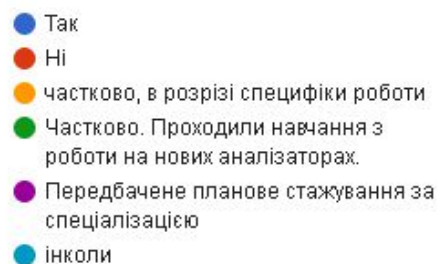 Так
Ні
частково, в розрізі специфіки роботи
Частково. Проходили навчання з
роботи на нових аналізаторах.
Передбачене планове стажування за
спеціалізацією
інколи